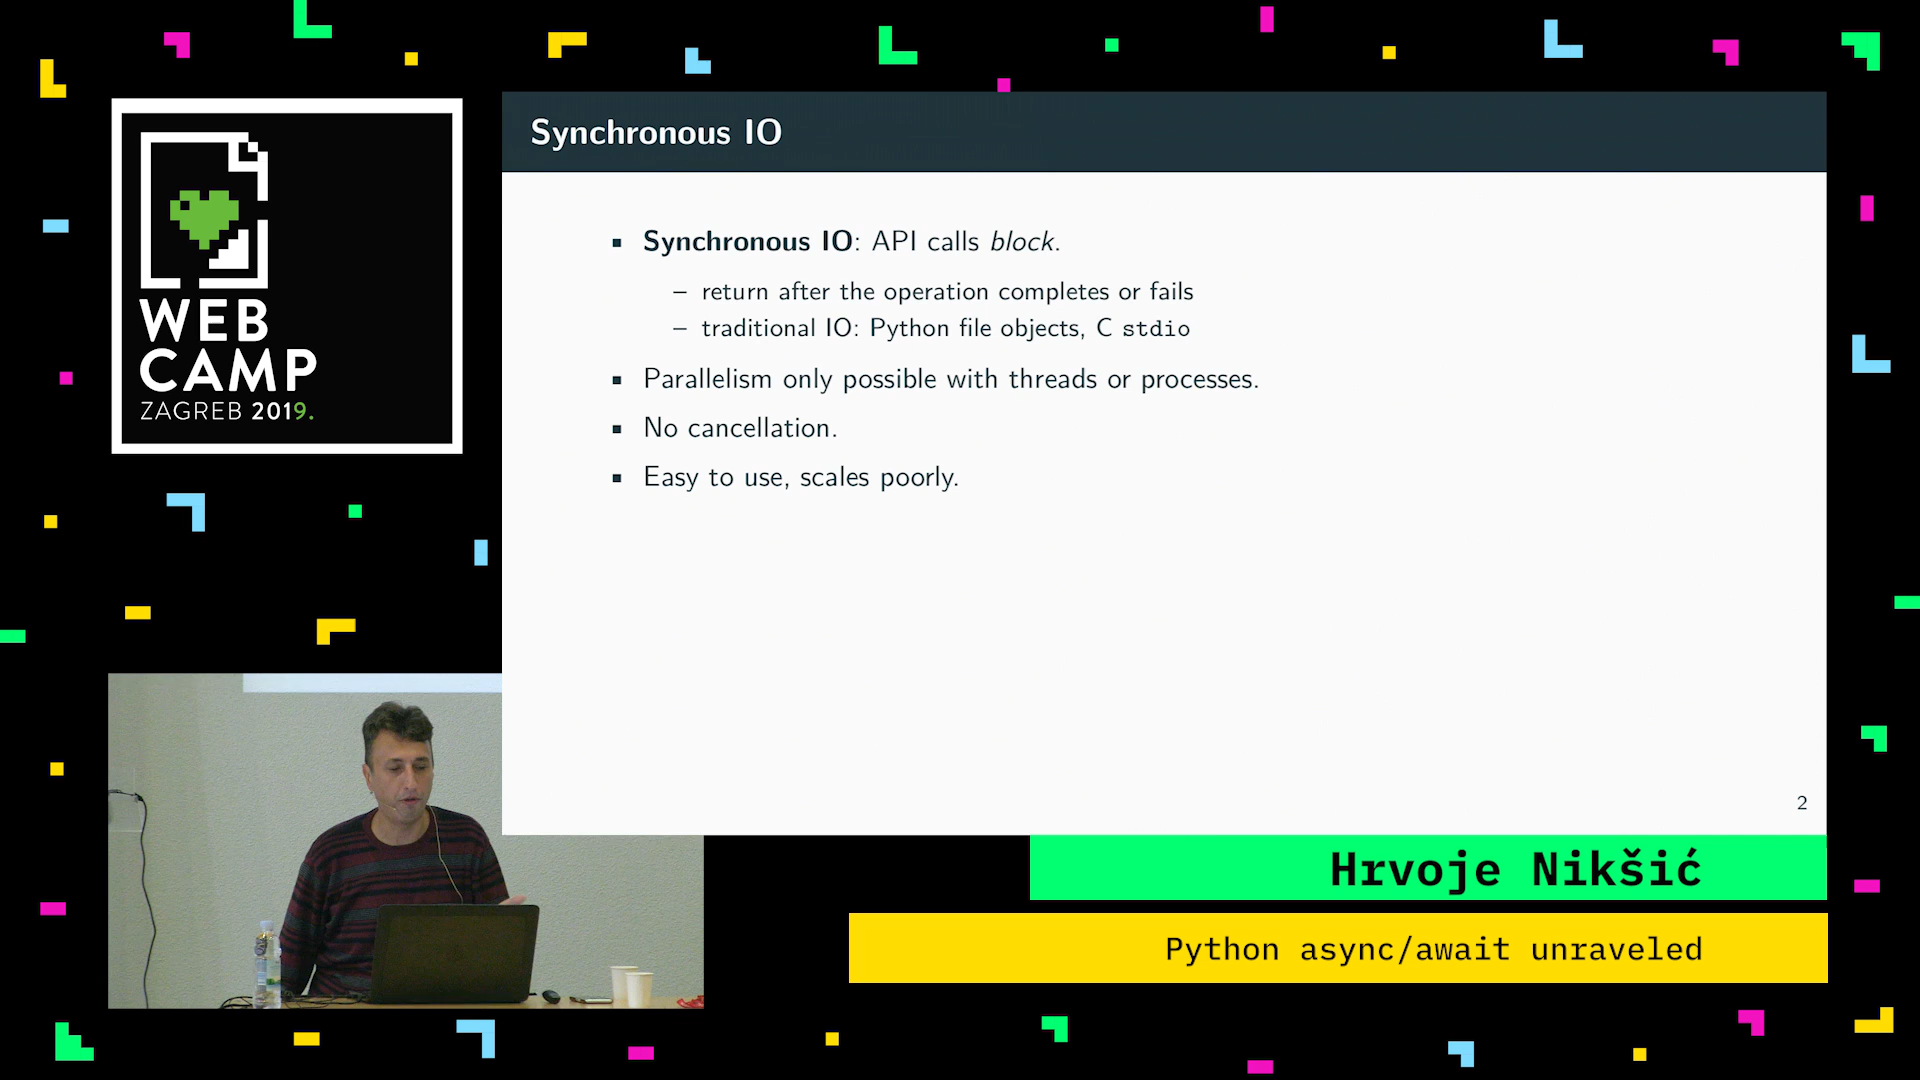 WEB
CAMP
ZAGREB 2019.
Synchronous IO
▪ Synchronous IO: API calls block.
– return after the operation completes or fails
– traditional IO: Python file objects, C stdio
▪ Parallelism only possible with threads or processes.
▪ No cancellation.
▪ Easy to use, scales poorly.
2
Hrvoje Nikšić
Python async/await unraveled